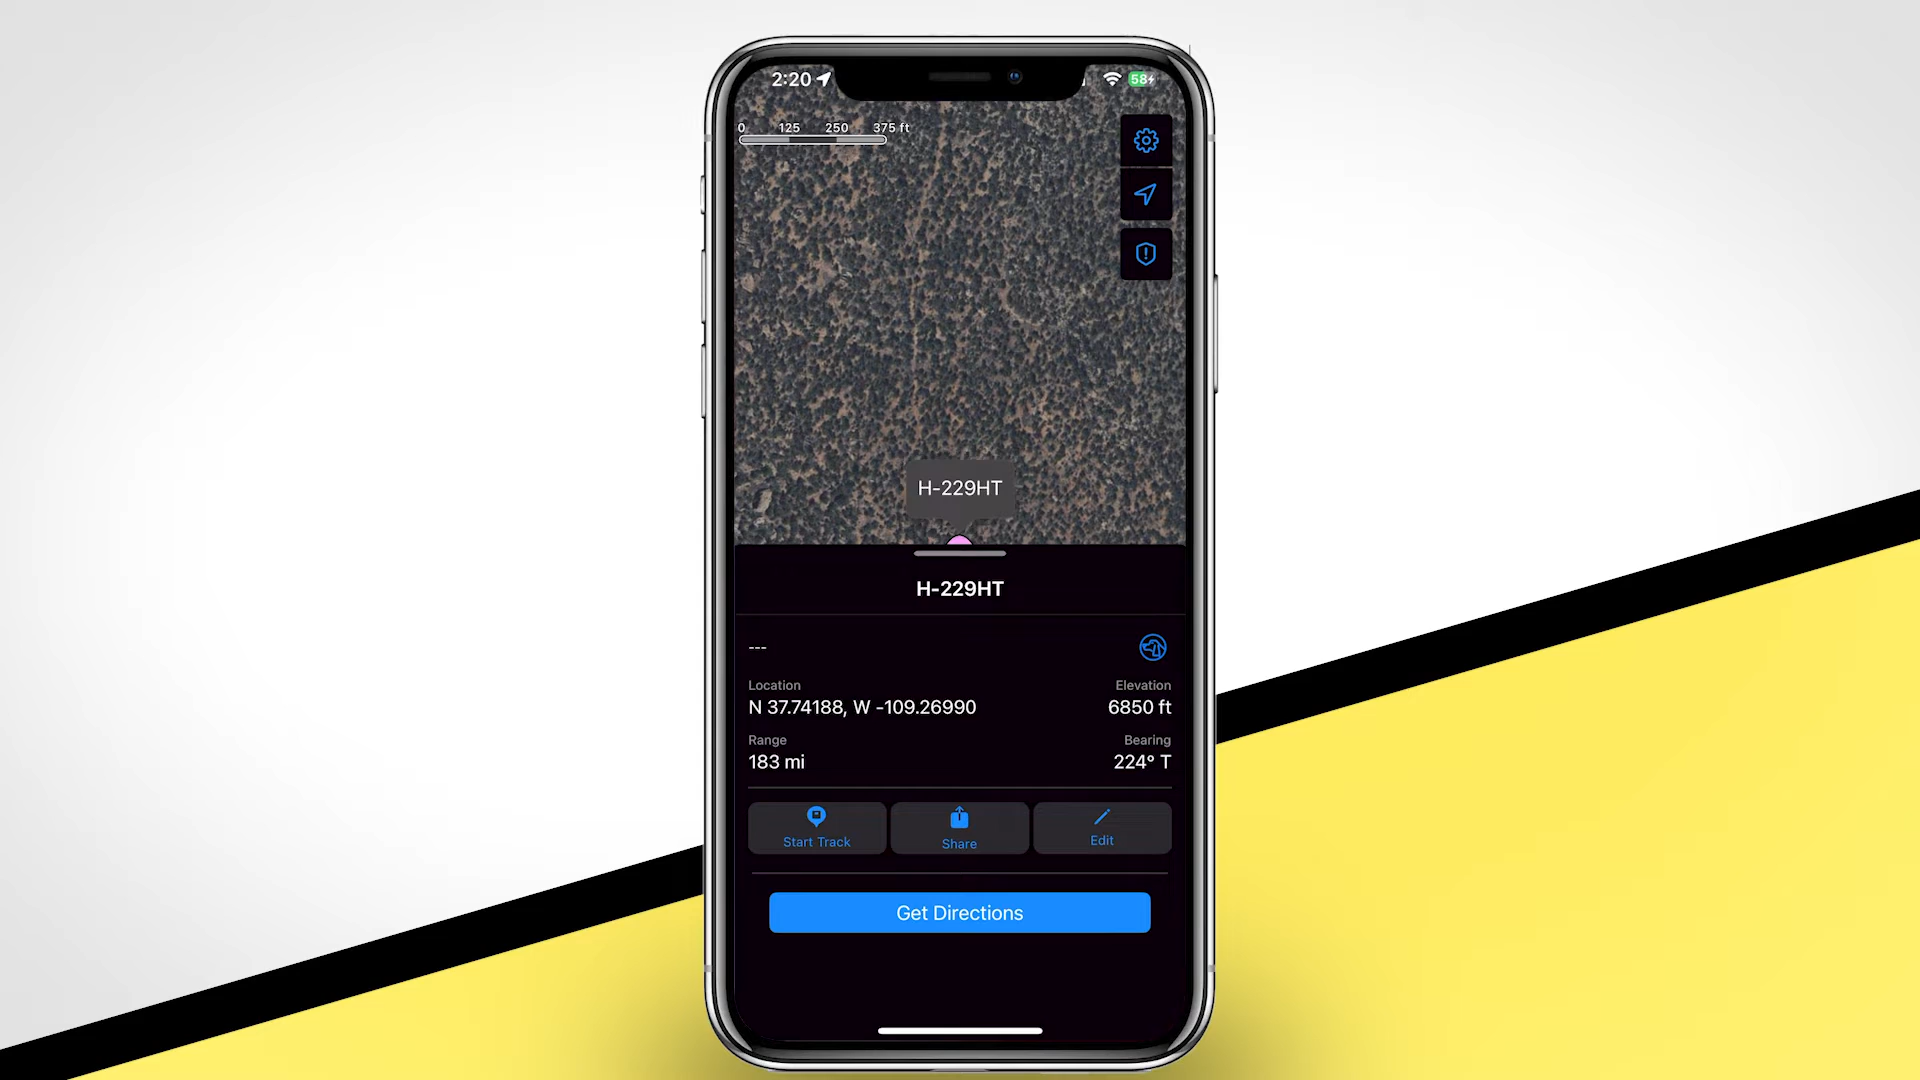 2:20
58
0 125 250 375 ft
H-229HT
H-229HT
---
Location Elevation
N 37.74188, W -109.26990 6850 ft
Range Bearing
183 mi 224° T
Start Track Share Edit
Get Directions